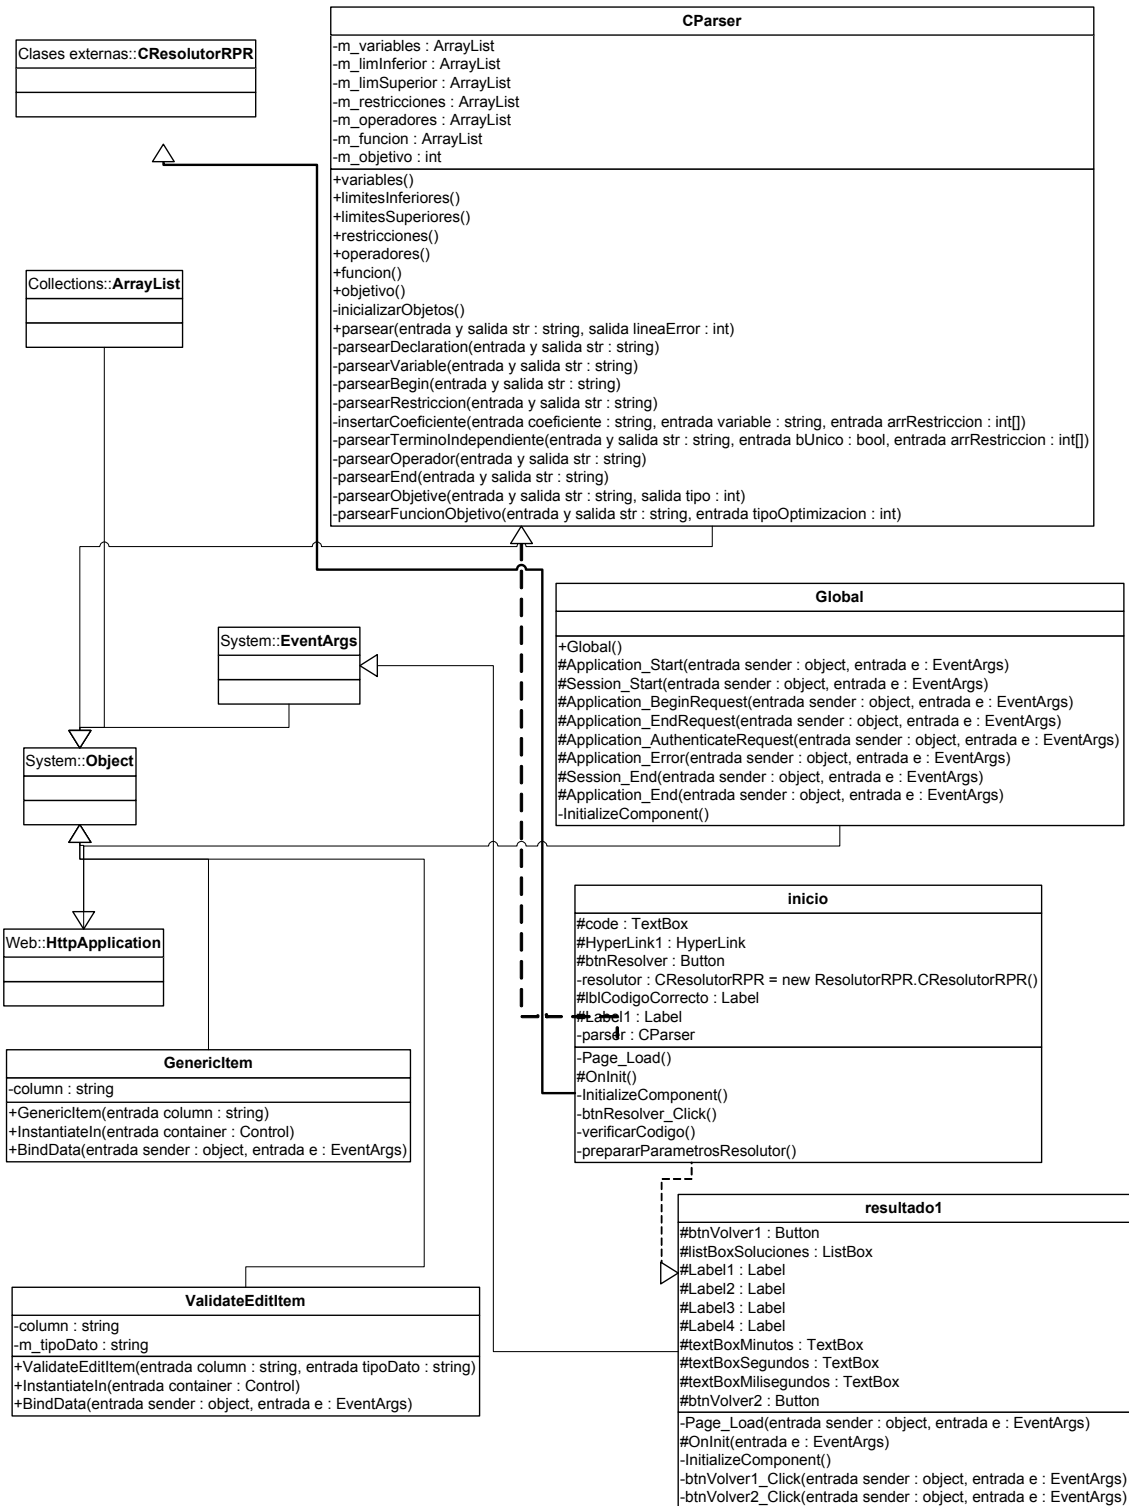 CParser
-m_variables : ArrayList
-m_limInferior : ArrayList
-m_limSuperior : ArrayList
-m_restricciones : ArrayList
-m_operadores : ArrayList
-m_funcion : ArrayList
-m_objetivo : int
+variables()
+limitesInferiores()
+limitesSuperiores()
+restricciones()
+operadores()
+funcion()
+objetivo()
-inicializarObjetos()
+parsear(entrada y salida str : string, salida lineaError : int)
-parsearDeclaration(entrada y salida str : string)
-parsearVariable(entrada y salida str : string)
-parsearBegin(entrada y salida str : string)
-parsearRestriccion(entrada y salida str : string)
-insertarCoeficiente(entrada coeficiente : string, entrada variable : string, entrada arrRestriccion : int[])
-parsearTerminoIndependiente(entrada y salida str : string, entrada bUnico : bool, entrada arrRestriccion : int[])
-parsearOperador(entrada y salida str : string)
-parsearEnd(entrada y salida str : string)
-parsearObjetive(entrada y salida str : string, salida tipo : int)
-parsearFuncionObjetivo(entrada y salida str : string, entrada tipoOptimizacion : int)
Clases externas::CResolutorRPR
Collections::ArrayList
System::EventArgs
System::Object
Web::HttpApplication
Global
+Global()
#Application_Start(entrada sender : object, entrada e : EventArgs)
#Session_Start(entrada sender : object, entrada e : EventArgs)
#Application_BeginRequest(entrada sender : object, entrada e : EventArgs)
#Application_EndRequest(entrada sender : object, entrada e : EventArgs)
#Application_AuthenticateRequest(entrada sender : object, entrada e : EventArgs)
#Application_Error(entrada sender : object, entrada e : EventArgs)
#Session_End(entrada sender : object, entrada e : EventArgs)
#Application_End(entrada sender : object, entrada e : EventArgs)
-InitializeComponent()
inicio
#code : TextBox
#HyperLink1 : HyperLink
#btnResolver : Button
-resolutor : CResolutorRPR = new ResolutorRPR.CResolutorRPR()
#lblCodigoCorrecto : Label
#Label1 : Label
-parser : CParser
-Page_Load()
#OnInit()
-InitializeComponent()
-btnResolver_Click()
-verificarCodigo()
-prepararParametrosResolutor()
GenericItem
-column : string
+GenericItem(entrada column : string)
+InstantiateIn(entrada container : Control)
+BindData(entrada sender : object, entrada e : EventArgs)
ValidateEditItem
-column : string
-m_tipoDato : string
+ValidateEditItem(entrada column : string, entrada tipoDato : string)
+InstantiateIn(entrada container : Control)
+BindData(entrada sender : object, entrada e : EventArgs)
resultado1
#btnVolver1 : Button
#listBoxSoluciones : ListBox
#Label1 : Label
#Label2 : Label
#Label3 : Label
#Label4 : Label
#textBoxMinutos : TextBox
#textBoxSegundos : TextBox
#textBoxMilisegundos : TextBox
#btnVolver2 : Button
-Page_Load(entrada sender : object, entrada e : EventArgs)
#OnInit(entrada e : EventArgs)
-InitializeComponent()
-btnVolver1_Click(entrada sender : object, entrada e : EventArgs)
-btnVolver2_Click(entrada sender : object, entrada e : EventArgs)